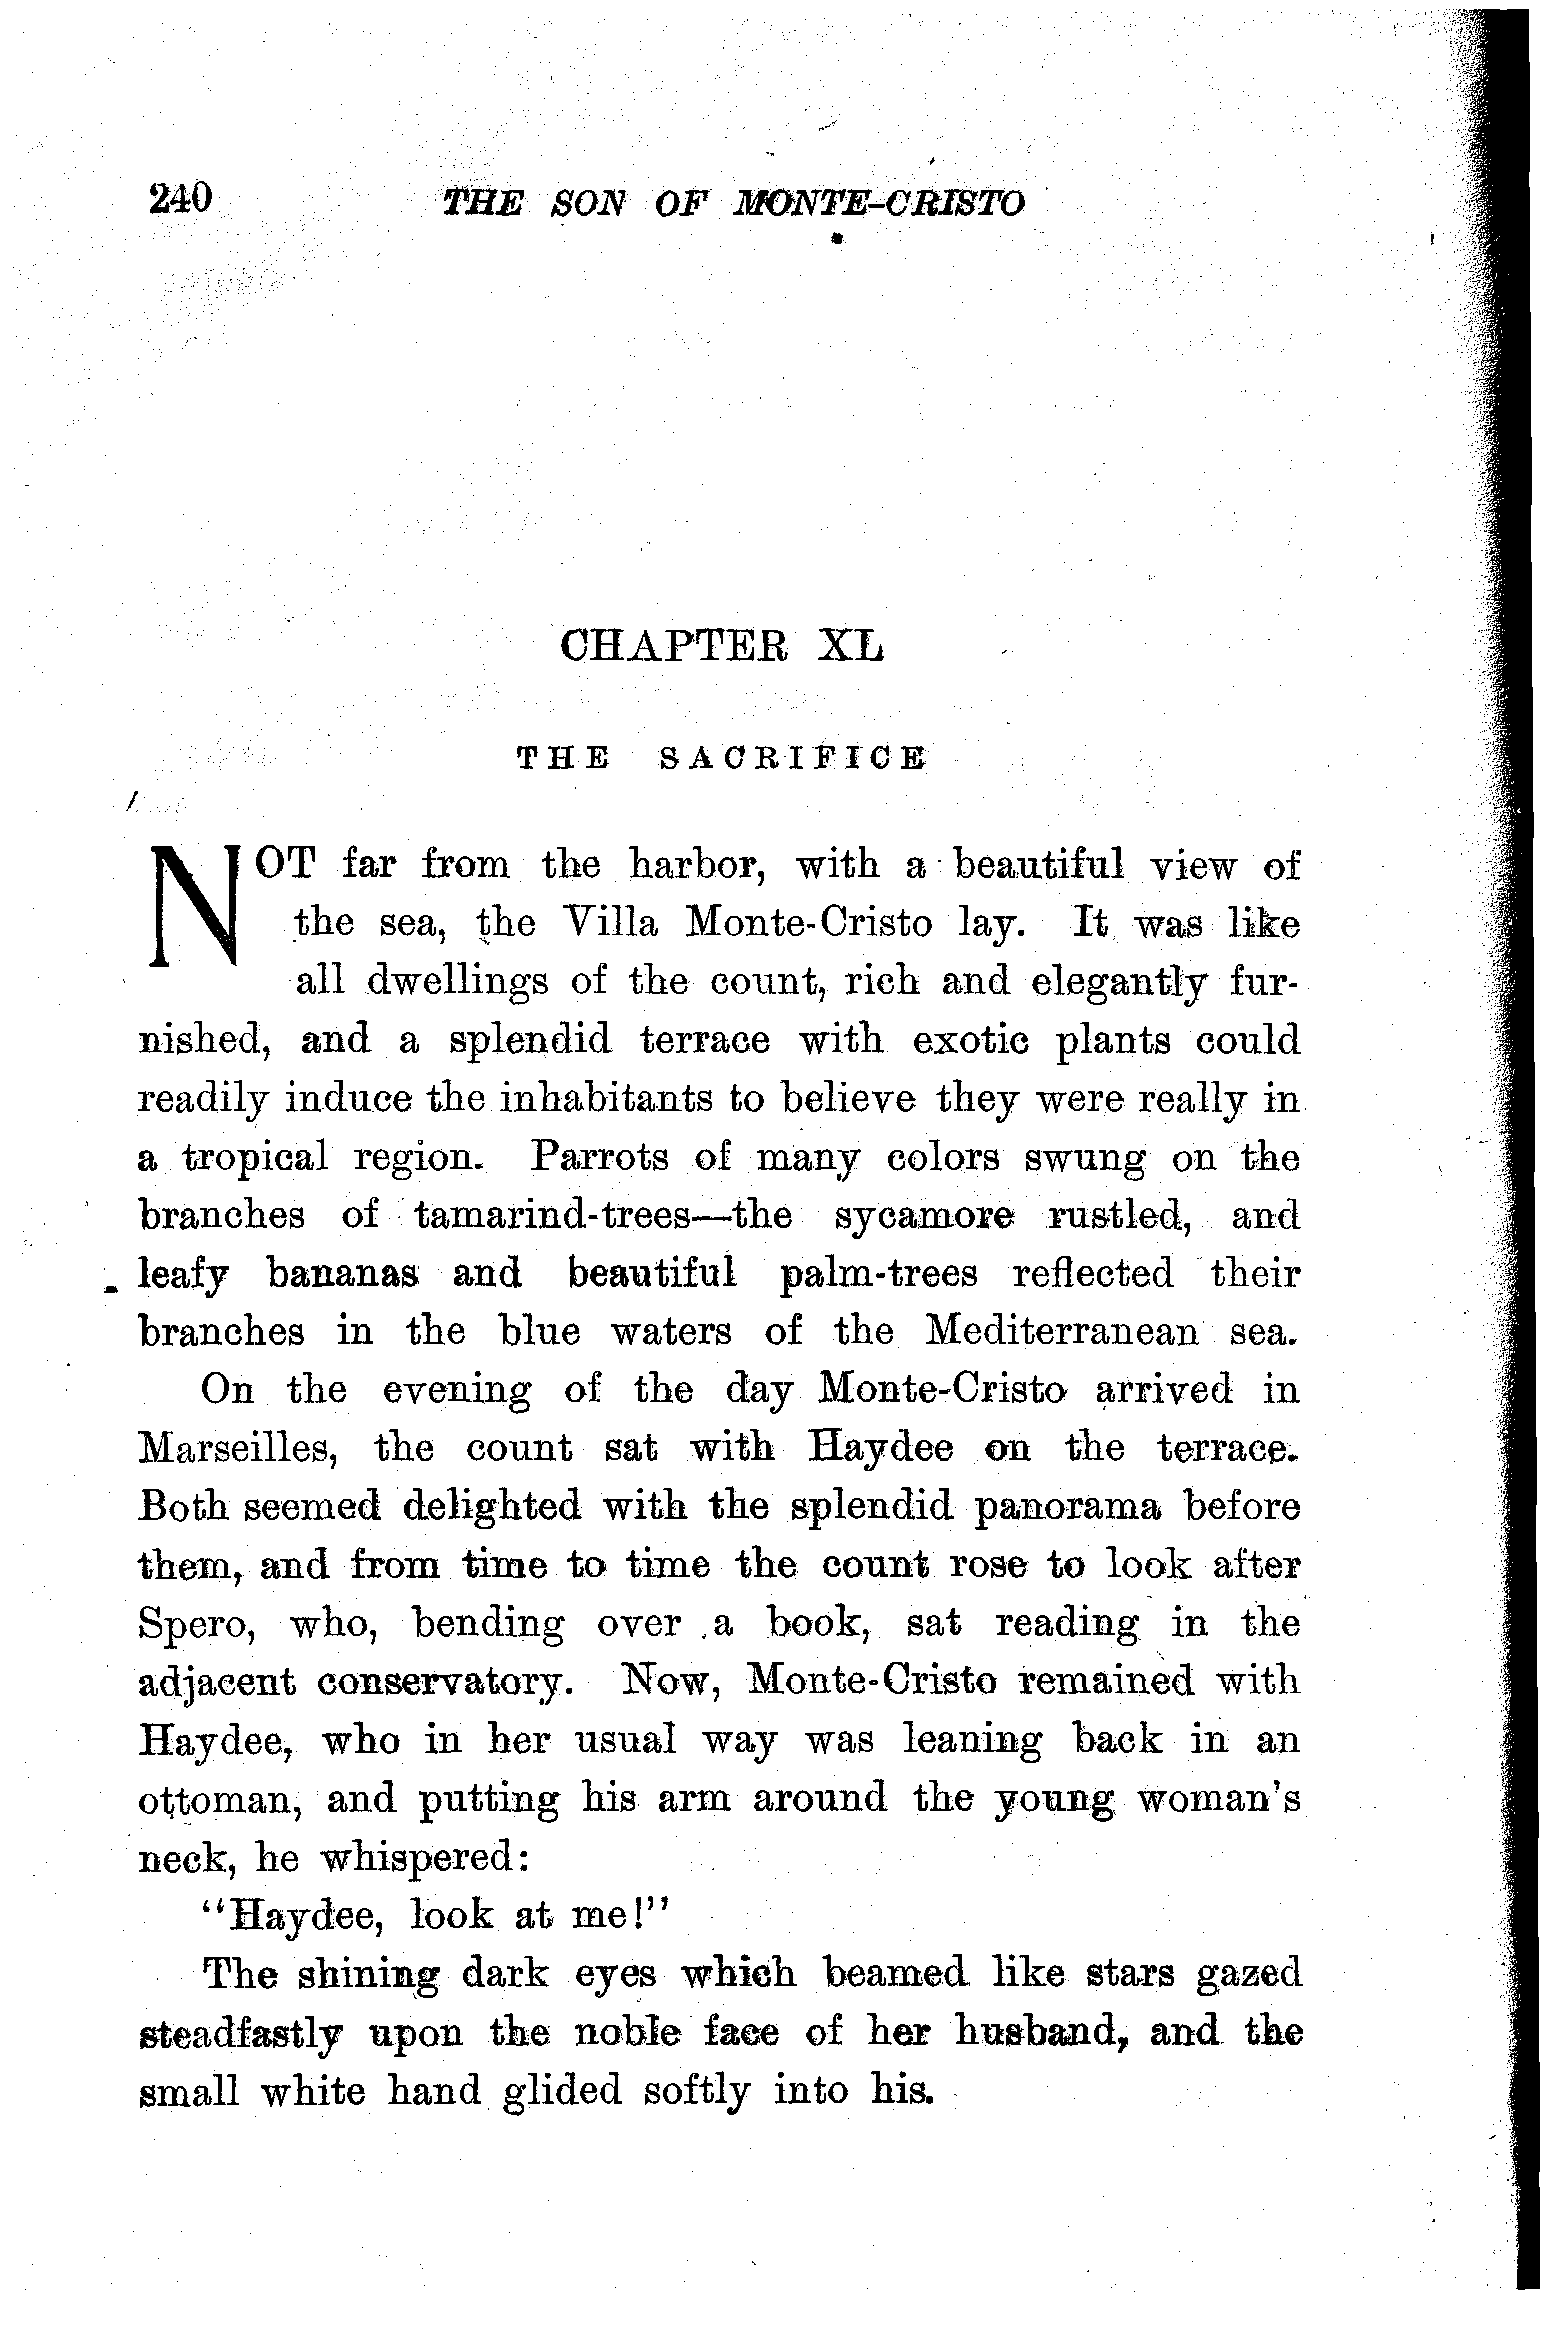 240 THE SON OF MONTE-CRISTO
CHAPTER XL
THE SACRIFICE
NOT far from the harbor, with a beautiful view of
the sea, the Villa Monte-Cristo lay. It was like
all dwellings of the count, rich and elegantly fur-
nished, and a splendid terrace with exotic plants could
readily induce the inhabitants to believe they were really in
a tropical region. Parrots of many colors swung on the
branches of tamarind-trees—the sycamore rustled, and
leafy bananas and beautiful palm-trees reflected their
branches in the blue waters of the Mediterranean sea.
On the evening of the day Monte-Cristo arrived in
Marseilles, the count sat with Haydee on the terrace.
Both seemed delighted with the splendid panorama before
them, and from time to time the count rose to look after
Spero, who, bending over a book, sat reading in the
adjacent conservatory. Now, Monte-Cristo remained with
Haydee, who in her usual way was leaning back in an
ottoman, and putting his arm around the young woman's
neck, he whispered:
"Haydee, look at me!"
The shining dark eyes which beamed like stars gazed
steadfastly upon the noble face of her husband, and the
small white hand glided softly into his.